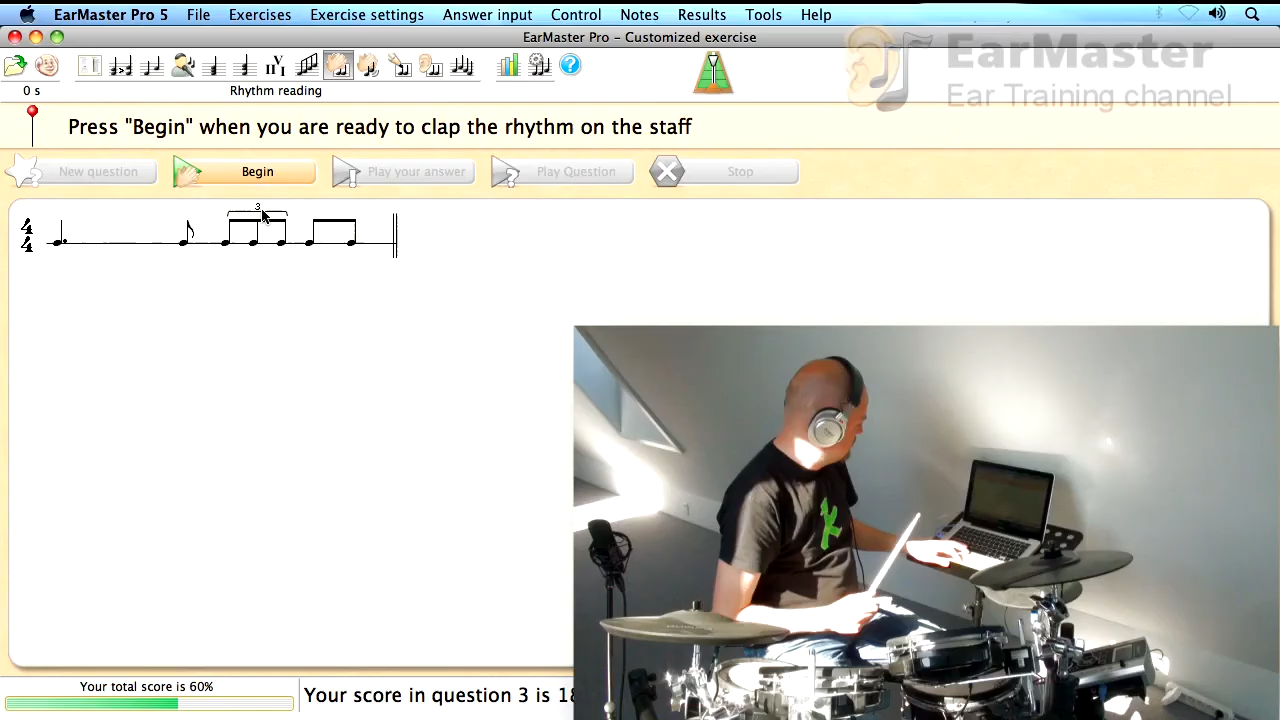 EarMaster Pro 5 File Exercises Exercise settings Answer input Control Notes Results Tools Help
EarMaster Pro – Customized exercise
EarMaster
Ear Training channel
0 s
Rhythm reading
Press "Begin" when you are ready to clap the rhythm on the staff
New question Begin Play your answer Play Question Stop
3
4
4
Your total score is 60%
Your score in question 3 is 18